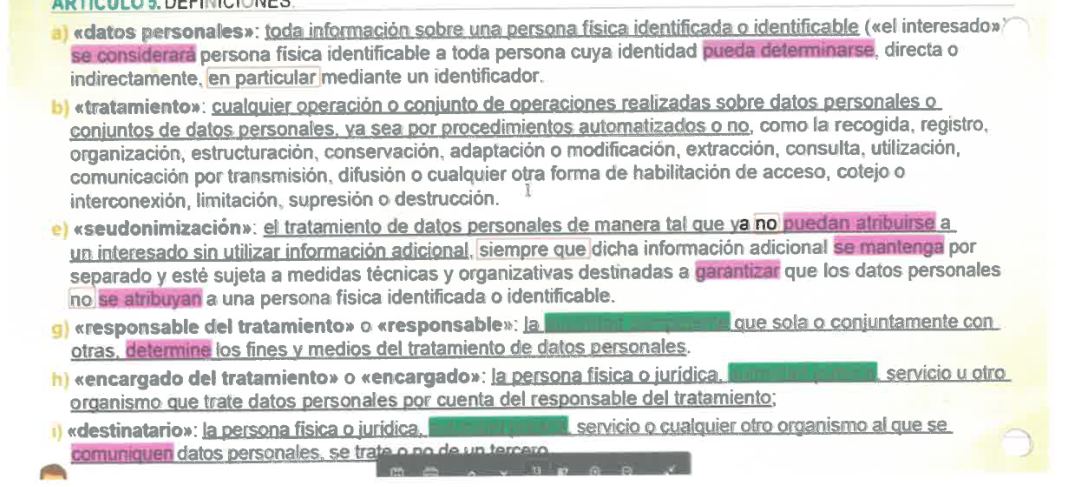 ARTÍCULO 5. DEFINICIONES.
a) «datos personales»: toda información sobre una persona física identificada o identificable («el interesado»)
se considerará persona física identificable a toda persona cuya identidad pueda determinarse, directa o
indirectamente, en particular mediante un identificador.
b) «tratamiento»: cualquier operación o conjunto de operaciones realizadas sobre datos personales o
conjuntos de datos personales, ya sea por procedimientos automatizados o no, como la recogida, registro,
organización, estructuración, conservación, adaptación o modificación, extracción, consulta, utilización,
comunicación por transmisión, difusión o cualquier otra forma de habilitación de acceso, cotejo o
interconexión, limitación, supresión o destrucción.
e) «seudonimización»: el tratamiento de datos personales de manera tal que ya no puedan atribuirse a
un interesado sin utilizar información adicional, siempre que dicha información adicional se mantenga por
separado y esté sujeta a medidas técnicas y organizativas destinadas a garantizar que los datos personales
no se atribuyan a una persona física identificada o identificable.
g) «responsable del tratamiento» o «responsable»: la que sola o conjuntamente con
otras, determine los fines y medios del tratamiento de datos personales.
h) «encargado del tratamiento» o «encargado»: la persona física o jurídica, , servicio u otro
organismo que trate datos personales por cuenta del responsable del tratamiento;
i) «destinatario»: la persona física o jurídica, , servicio o cualquier otro organismo al que se
comuniquen datos personales, se trate o no de un tercero
13